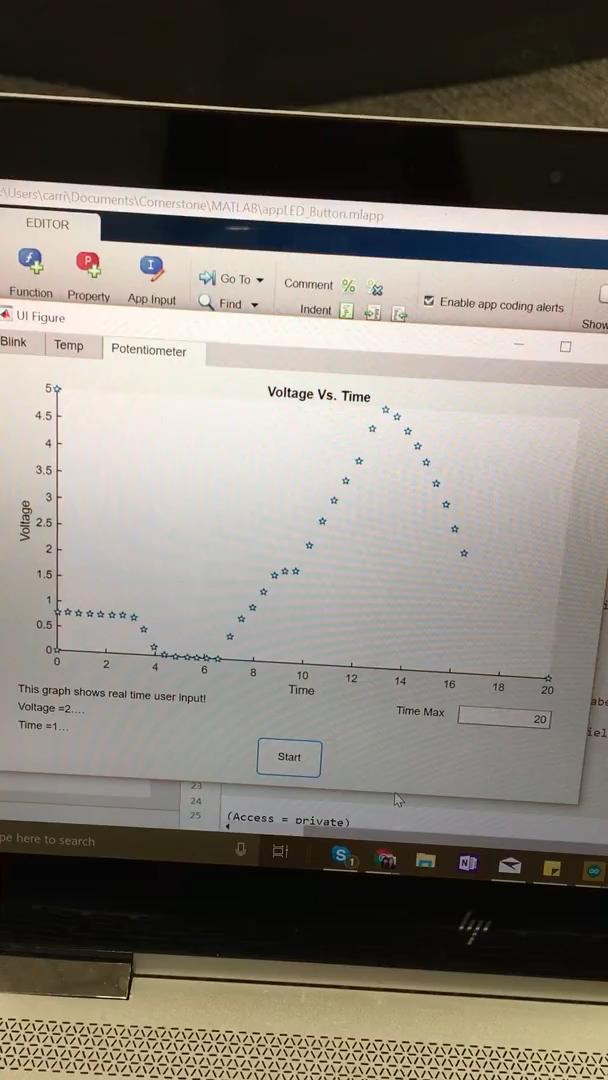 :\Users\carri\Documents\Cornerstone\MATLAB\appLED_Button.mlapp
EDITOR
Function Property App Input
Go To
Find
Comment
Indent
Enable app coding alerts
Show
UI Figure
Blink Temp Potentiometer
Voltage Vs. Time
5
4.5
4
3.5
3
2.5
2
1.5
1
0.5
0
Voltage
0 2 4 6 8 10 12 14 16 18 20
Time
This graph shows real time user input!
Voltage =2....
Time =1...
Time Max 20
Start
23
24
25 (Access = private)
pe here to search
hp